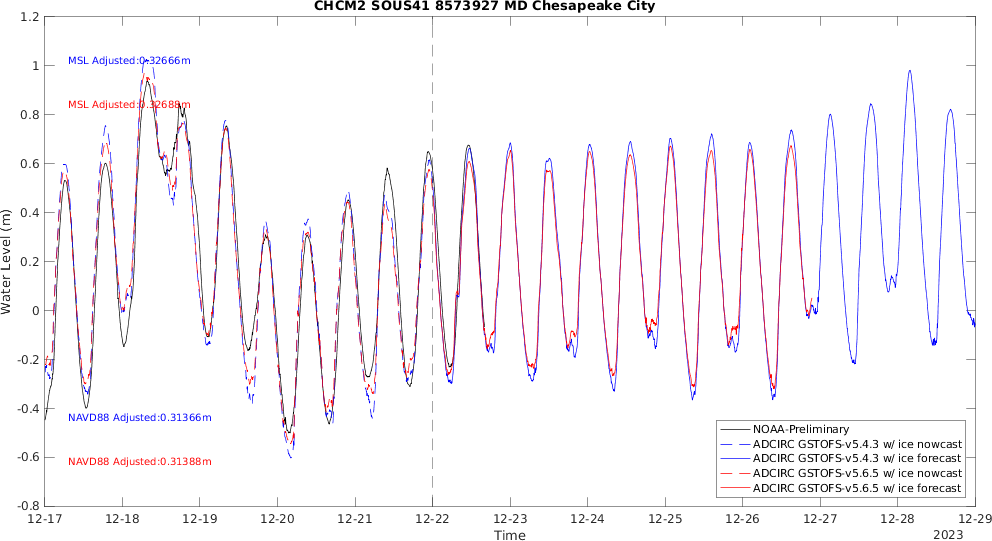 CHCM2 SOUS41 8573927 MD Chesapeake City
1.2
1
0.8
0.6
0.4
0.2
0
-0.2
-0.4
-0.6
-0.8
Water Level (m)
MSL Adjusted:0.32666m
MSL Adjusted:0.32688m
NAVD88 Adjusted:0.31366m
NAVD88 Adjusted:0.31388m
NOAA-Preliminary
ADCIRC GSTOFS-v5.4.3 w/ ice nowcast
ADCIRC GSTOFS-v5.4.3 w/ ice forecast
ADCIRC GSTOFS-v5.6.5 w/ ice nowcast
ADCIRC GSTOFS-v5.6.5 w/ ice forecast
12-17 12-18 12-19 12-20 12-21 12-22 12-23 12-24 12-25 12-26 12-27 12-28 12-29
Time
2023